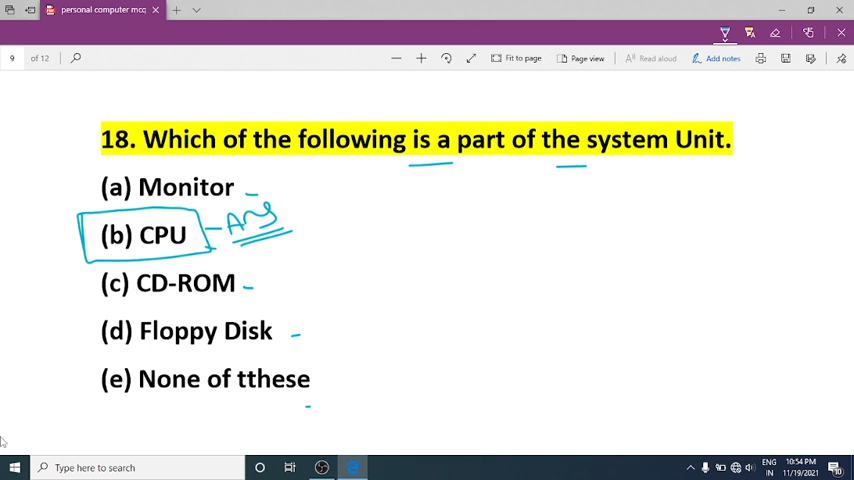 personal computer mcq
9 of 12
Fit to page
Page view
Read aloud
Add notes
18. Which of the following is a part of the system Unit.
(a) Monitor
(b) CPU - Ans
(c) CD-ROM
(d) Floppy Disk
(e) None of tthese
Type here to search
ENG 10:54 PM
IN 11/19/2021
10